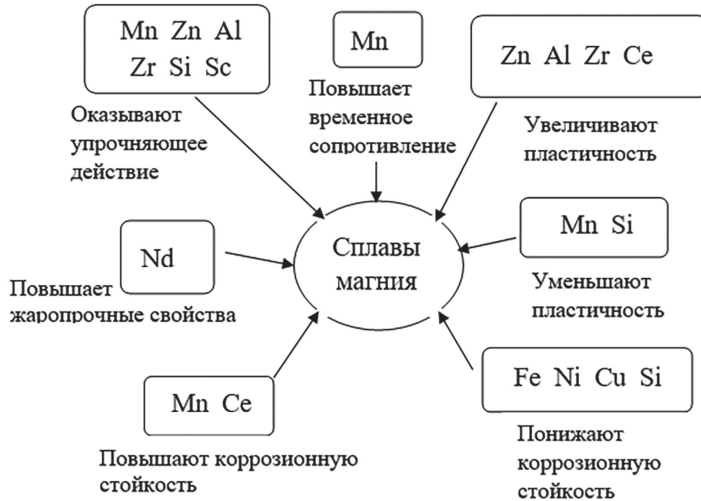 Mn Zn Al
Zr Si Sc
Оказывают
упрочняющее
действие
Mn
Повышает
временное
сопротивление
Zn Al Zr Ce
Увеличивают
пластичность
Nd
Повышает
жаропрочные свойства
Сплавы
магния
Mn Si
Уменьшают
пластичность
Mn Ce
Повышают коррозионную
стойкость
Fe Ni Cu Si
Понижают
коррозионную
стойкость